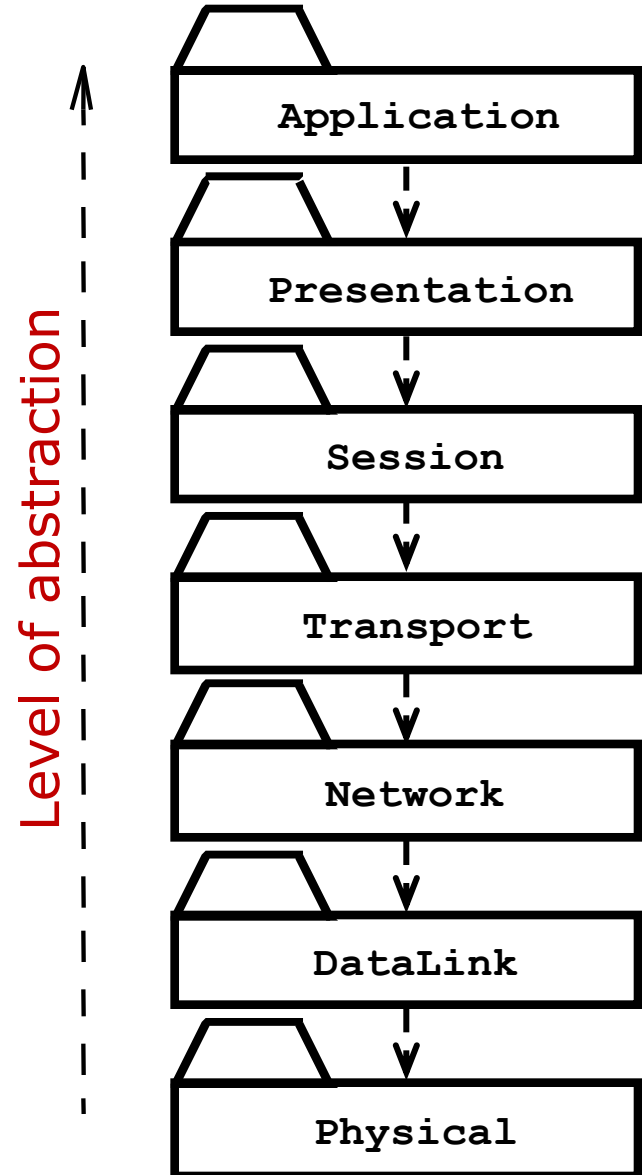 Level of abstraction
Application
Presentation
Session
Transport
Network
DataLink
Physical